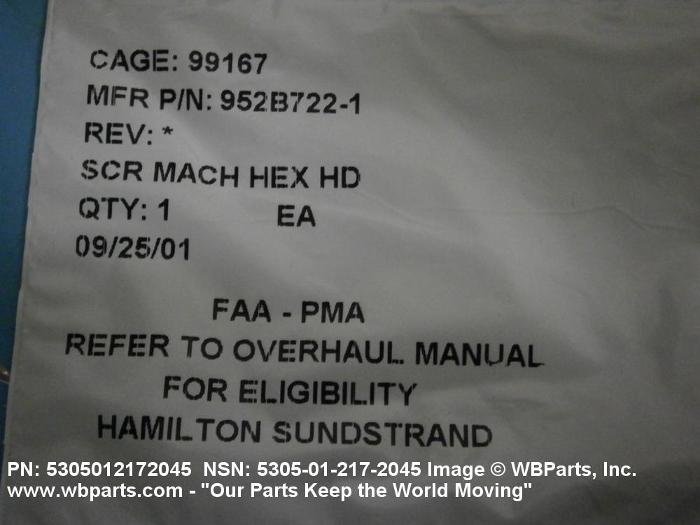 CAGE: 99167
MFR P/N: 952B722-1
REV: *
SCR MACH HEX HD
QTY: 1 EA
09/25/01
FAA - PMA
REFER TO OVERHAUL MANUAL
FOR ELIGIBILITY
HAMILTON SUNDSTRAND
PN: 5305012172045 NSN: 5305-01-217-2045 Image © WBParts, Inc.
www.wbparts.com - "Our Parts Keep the World Moving"